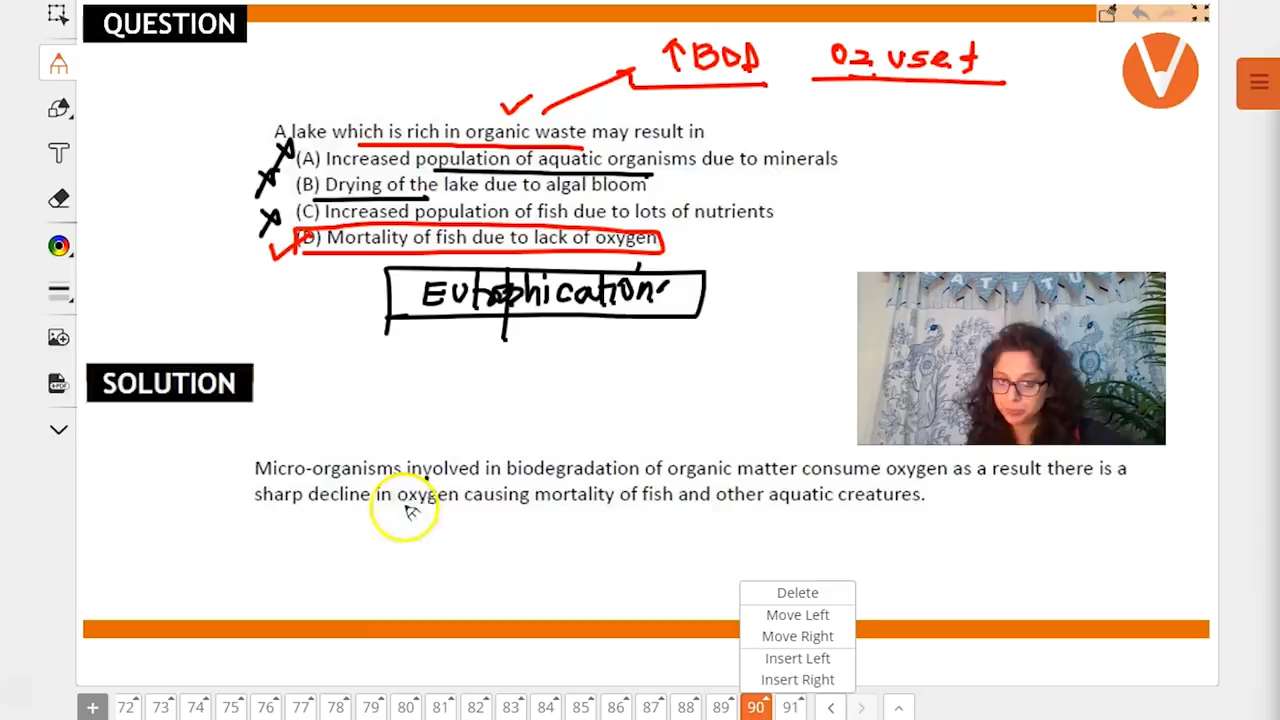 QUESTION
↑BOD O2 used
A lake which is rich in organic waste may result in
(A) Increased population of aquatic organisms due to minerals
(B) Drying of the lake due to algal bloom
(C) Increased population of fish due to lots of nutrients
(D) Mortality of fish due to lack of oxygen
Eutrophication
SOLUTION
Micro-organisms involved in biodegradation of organic matter consume oxygen as a result there is a
sharp decline in oxygen causing mortality of fish and other aquatic creatures.
Delete
Move Left
Move Right
Insert Left
Insert Right
72 73 74 75 76 77 78 79 80 81 82 83 84 85 86 87 88 89 90 91